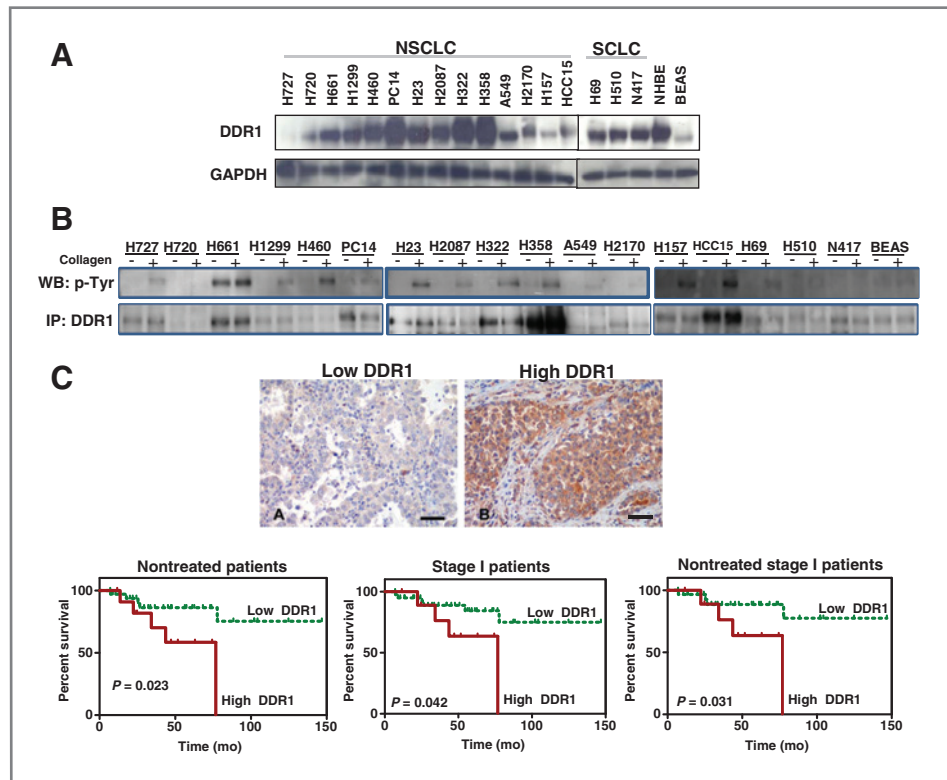 A
NSCLC
SCLC
H727 H720 H661 H1299 H460 PC14 H23 H2087 H322 H358 A549 H2170 H157 HCC15 H69 H510 N417 NHBE BEAS
DDR1
GAPDH
B
H727 H720 H661 H1299 H460 PC14 H23 H2087 H322 H358 A549 H2170 H157 HCC15 H69 H510 N417 BEAS
Collagen - + - + - + - + - + - + - + - + - + - + - + - + - + - + - + - + - + - +
WB: p-Tyr
IP: DDR1
C
Low DDR1
High DDR1
A
B
Nontreated patients
Percent survival
100
50
0
Low DDR1
P = 0.023
High DDR1
0 50 100 150
Time (mo)
Stage I patients
Percent survival
100
50
0
Low DDR1
P = 0.042
High DDR1
0 50 100 150
Time (mo)
Nontreated stage I patients
Percent survival
100
50
0
Low DDR1
P = 0.031
High DDR1
0 50 100 150
Time (mo)